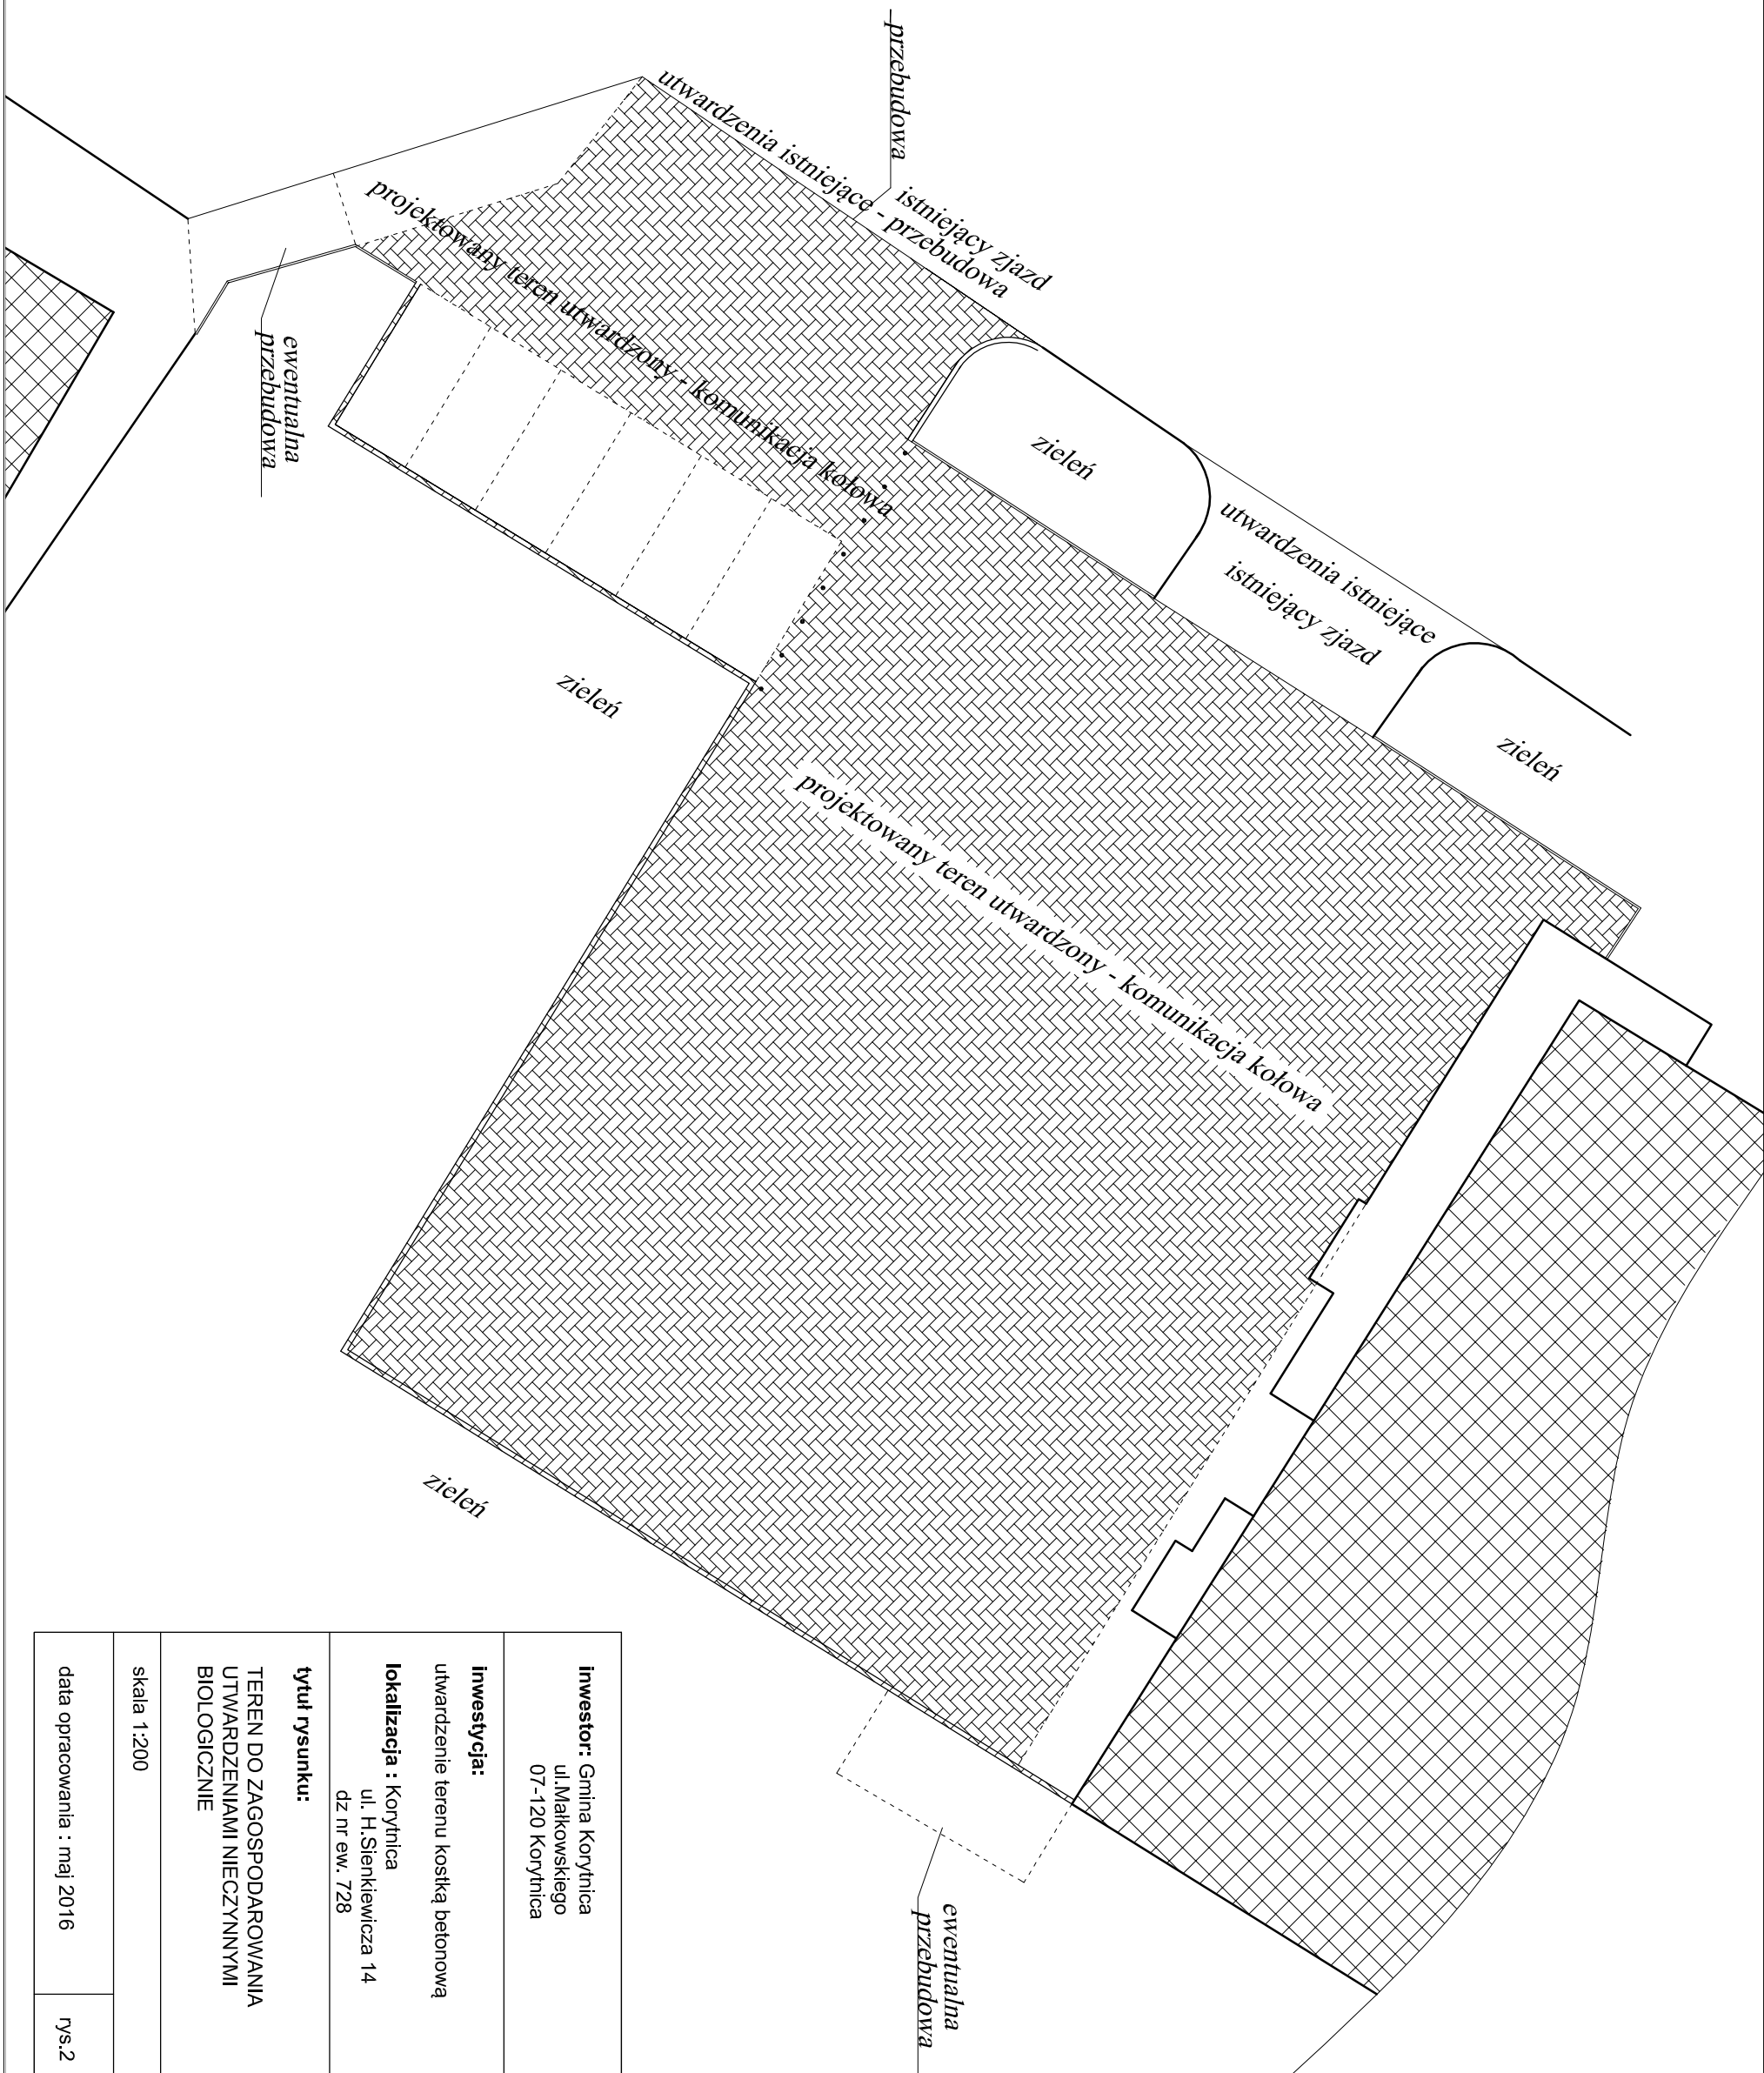 przebudowa
utwardzenia istniejące - przebudowa
istniejący zjazd
projektowany teren utwardzony - komunikacja kołowa
ewentualna
przebudowa
zieleń
utwardzenia istniejące
istniejący zjazd
zieleń
zieleń
projektowany teren utwardzony - komunikacja kołowa
zieleń
ewentualna
przebudowa
inwestor: Gmina Korytnica
ul.Małkowskiego
07-120 Korytnica
inwestycja:
utwardzenie terenu kostką betonową
lokalizacja : Korytnica
ul. H.Sienkiewicza 14
dz nr ew. 728
tytuł rysunku:
TEREN DO ZAGOSPODAROWANIA
UTWARDZENIAMI NIECZYNNYMI
BIOLOGICZNIE
skala 1:200
data opracowania : maj 2016
rys.2